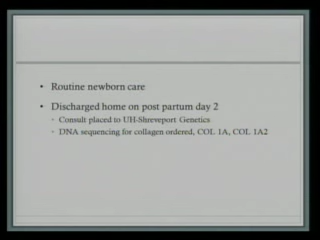 • Routine newborn care
• Discharged home on post partum day 2
- Consult placed to UH-Shreveport Genetics
- DNA sequencing for collagen ordered, COL 1A, COL 1A2